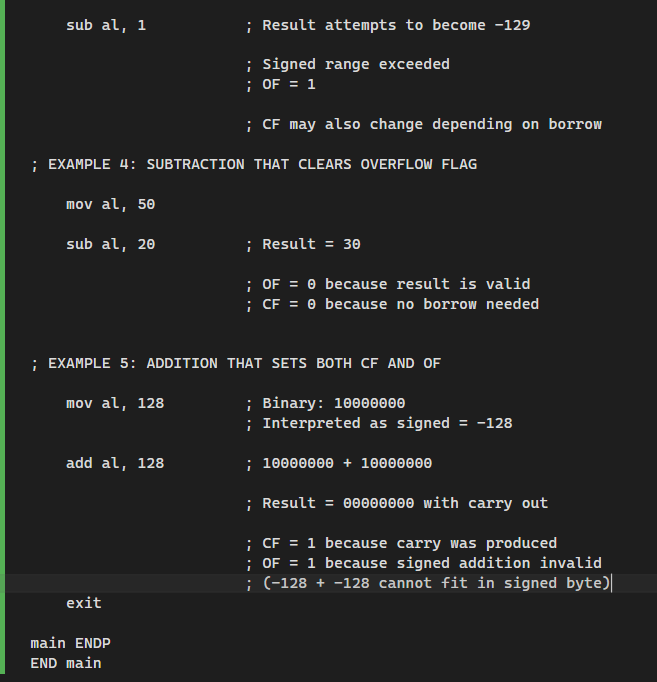 sub al, 1 ; Result attempts to become -129
; Signed range exceeded
; OF = 1
; CF may also change depending on borrow
; EXAMPLE 4: SUBTRACTION THAT CLEARS OVERFLOW FLAG
mov al, 50
sub al, 20 ; Result = 30
; OF = 0 because result is valid
; CF = 0 because no borrow needed
; EXAMPLE 5: ADDITION THAT SETS BOTH CF AND OF
mov al, 128 ; Binary: 10000000
; Interpreted as signed = -128
add al, 128 ; 10000000 + 10000000
; Result = 00000000 with carry out
; CF = 1 because carry was produced
; OF = 1 because signed addition invalid
; (-128 + -128 cannot fit in signed byte)
exit
main ENDP
END main